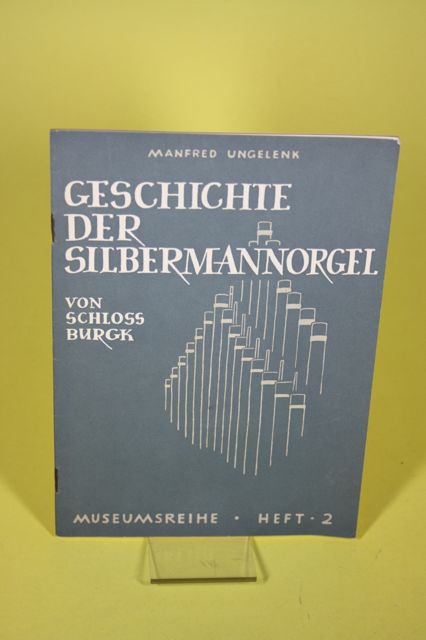 MANFRED UNGELENK
GESCHICHTE
DER
SILBERMANNORGEL
VON
SCHLOSS
BURGK
MUSEUMSREIHE · HEFT · 2